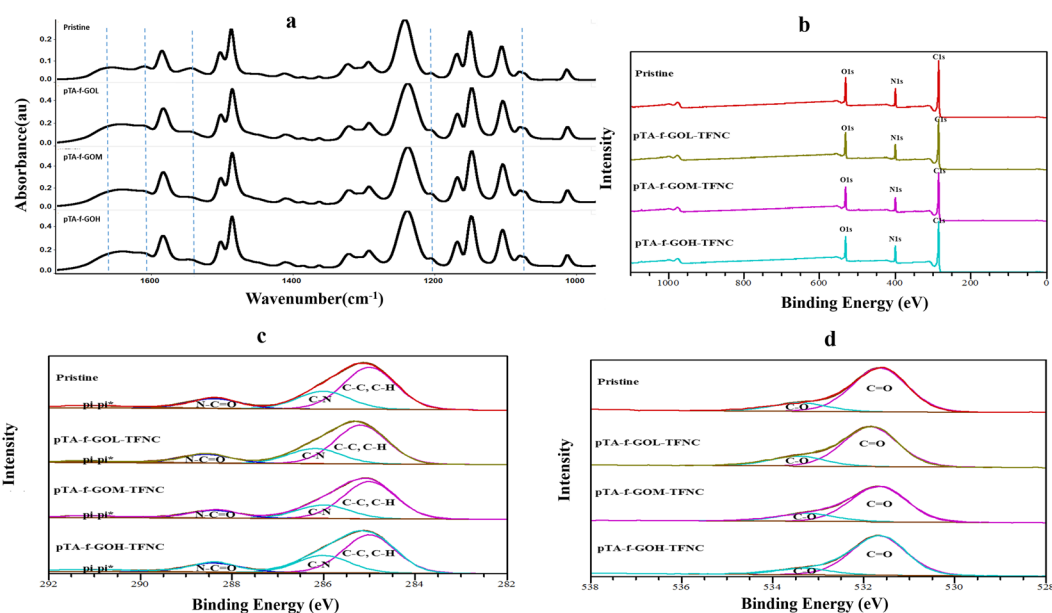 a
Pristine
0.2
0.1
0.0
pTA-f-GOL
0.4
0.2
0.0
pTA-f-GOM
0.4
0.2
0.0
pTA-f-GOH
0.4
0.2
0.0
1600
1400
1200
1000
Absorbance(au)
Wavenumber(cm-1)
b
Pristine
O1s
N1s
C1s
pTA-f-GOL-TFNC
O1s
N1s
C1s
pTA-f-GOM-TFNC
O1s
N1s
C1s
pTA-f-GOH-TFNC
O1s
N1s
C1s
1000
800
600
400
200
0
Intensity
Binding Energy (eV)
c
Pristine
pi-pi*
N-C=O
C-N
C-C, C-H
pTA-f-GOL-TFNC
pi-pi*
N-C=O
C-N
C-C, C-H
pTA-f-GOM-TFNC
pi-pi*
N-C=O
C-N
C-C, C-H
pTA-f-GOH-TFNC
pi-pi*
N-C=O
C-N
C-C, C-H
292
290
288
286
284
282
Intensity
Binding Energy (eV)
d
Pristine
C-O
C=O
pTA-f-GOL-TFNC
C-O
C=O
pTA-f-GOM-TFNC
C-O
C=O
pTA-f-GOH-TFNC
C-O
C=O
538
536
534
532
530
528
Intensity
Binding Energy (eV)